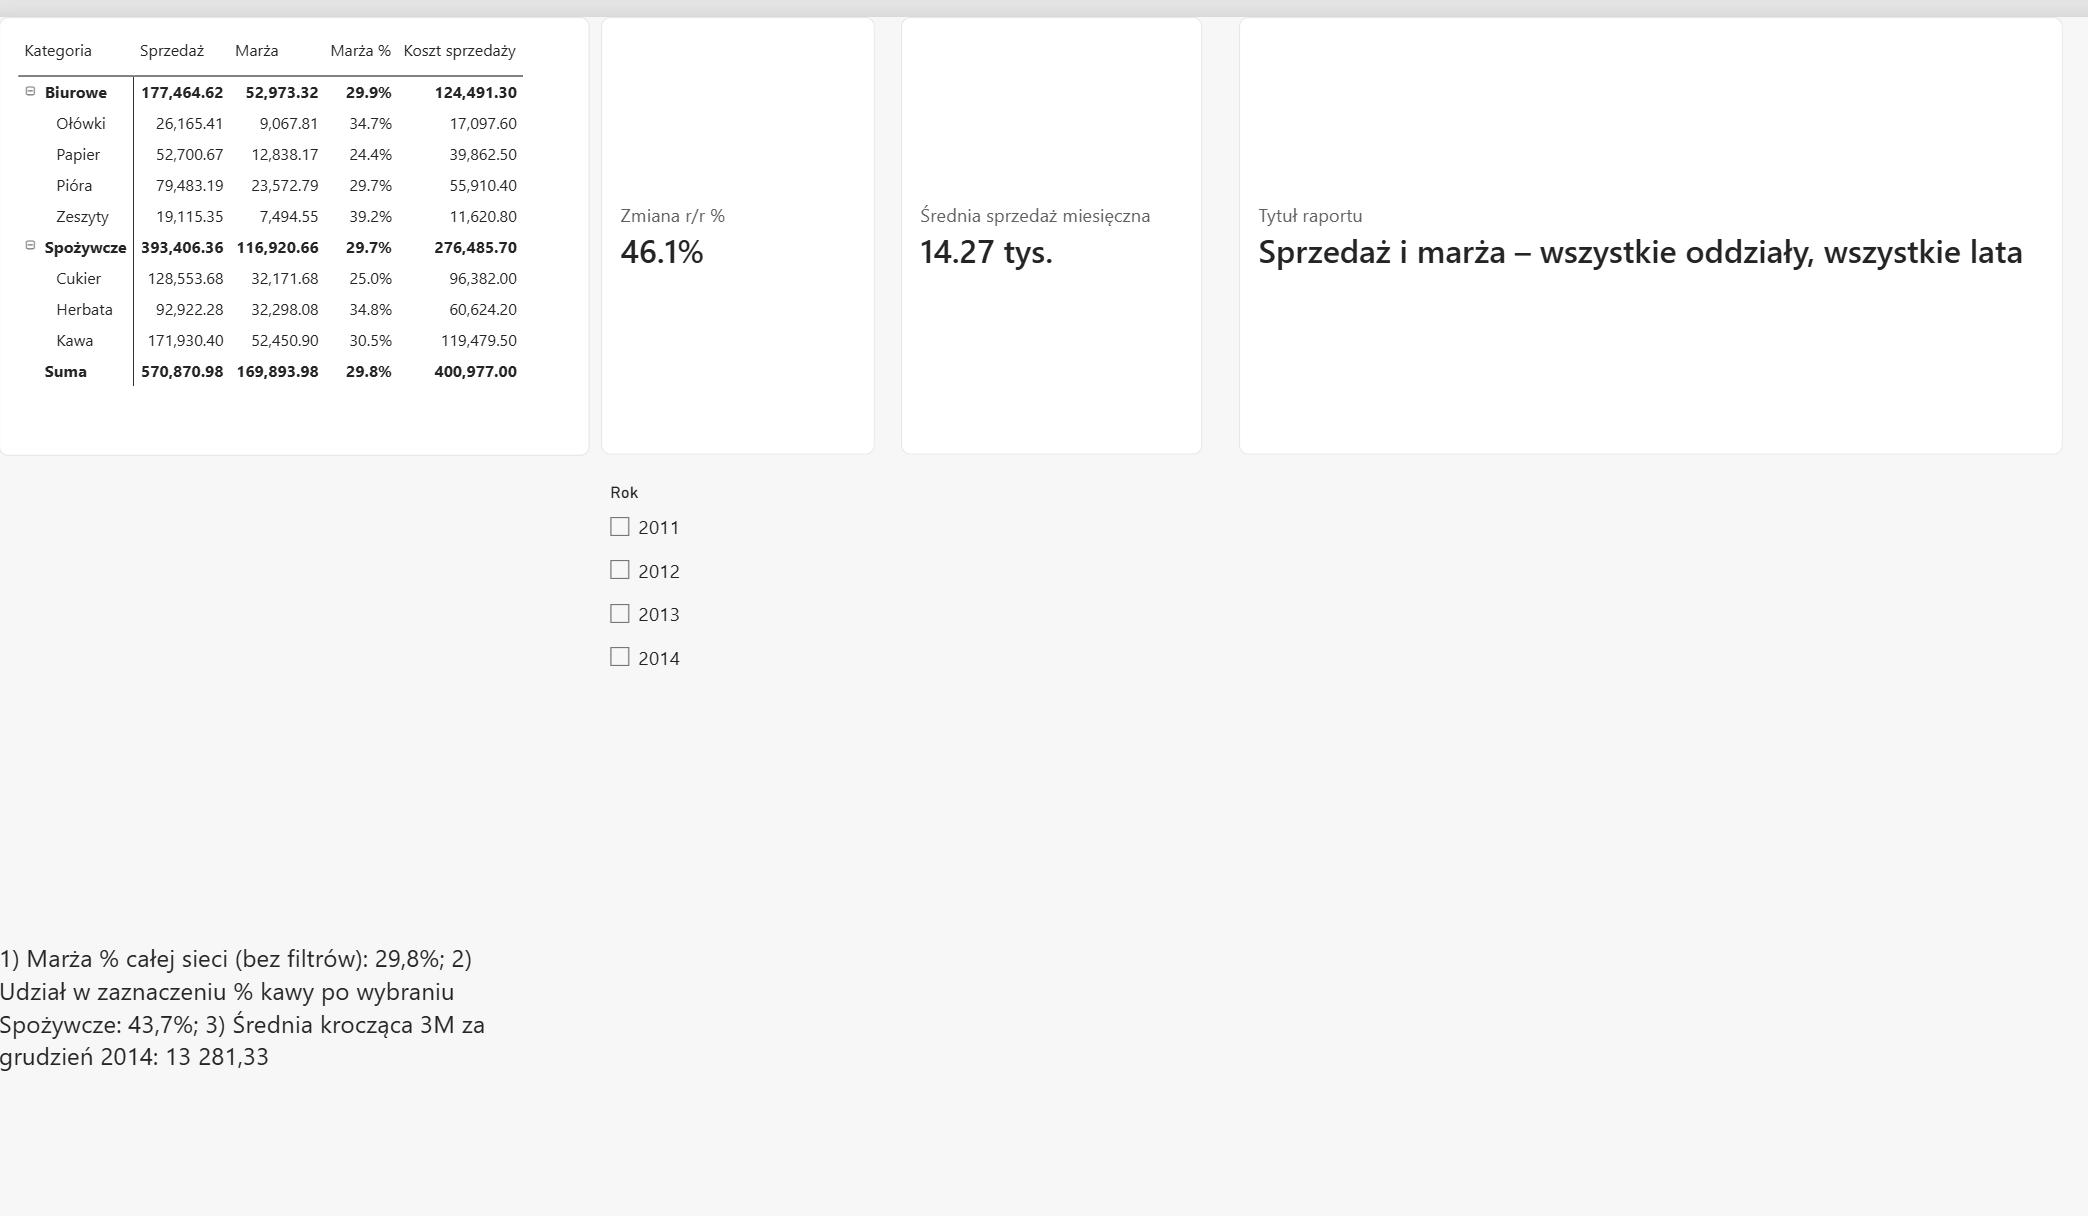 Kategoria Sprzedaż Marża Marża % Koszt sprzedaży
Biurowe 177,464.62 52,973.32 29.9% 124,491.30
Ołówki 26,165.41 9,067.81 34.7% 17,097.60
Papier 52,700.67 12,838.17 24.4% 39,862.50
Pióra 79,483.19 23,572.79 29.7% 55,910.40
Zeszyty 19,115.35 7,494.55 39.2% 11,620.80
Spożywcze 393,406.36 116,920.66 29.7% 276,485.70
Cukier 128,553.68 32,171.68 25.0% 96,382.00
Herbata 92,922.28 32,298.08 34.8% 60,624.20
Kawa 171,930.40 52,450.90 30.5% 119,479.50
Suma 570,870.98 169,893.98 29.8% 400,977.00
Zmiana r/r %
46.1%
Średnia sprzedaż miesięczna
14.27 tys.
Tytuł raportu
Sprzedaż i marża – wszystkie oddziały, wszystkie lata
Rok
2011
2012
2013
2014
1) Marża % całej sieci (bez filtrów): 29,8%; 2)
Udział w zaznaczeniu % kawy po wybraniu
Spożywcze: 43,7%; 3) Średnia krocząca 3M za
grudzień 2014: 13 281,33